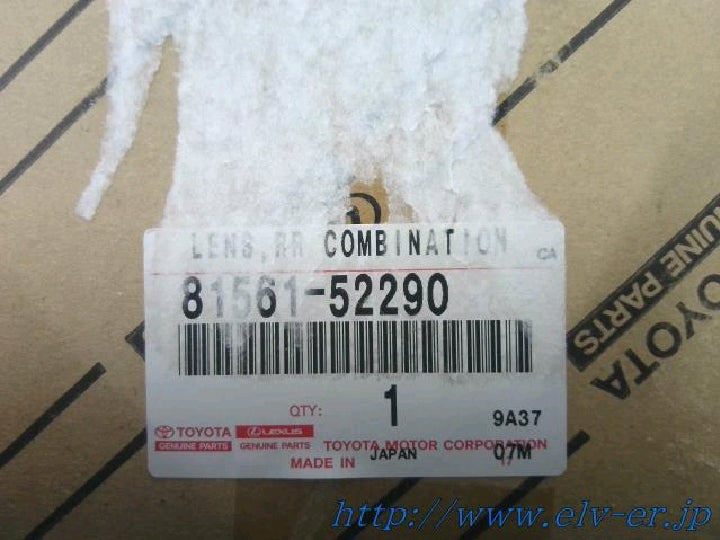 LENS, RR COMBINATION
CA
81561-52290
QTY: 1
9A37
TOYOTA LEXUS
GENUINE PARTS GENUINE PARTS
TOYOTA MOTOR CORPORATION
07M
MADE IN JAPAN
GENUINE PARTS
TOYOTA
http://www.elv-er.jp